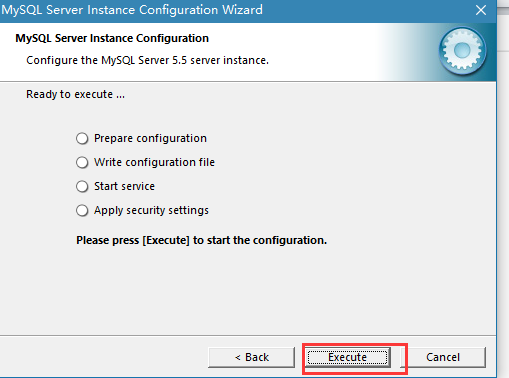 MySQL Server Instance Configuration Wizard
MySQL Server Instance Configuration
Configure the MySQL Server 5.5 server instance.
Ready to execute ...
Prepare configuration
Write configuration file
Start service
Apply security settings
Please press [Execute] to start the configuration.
< Back
Execute
Cancel